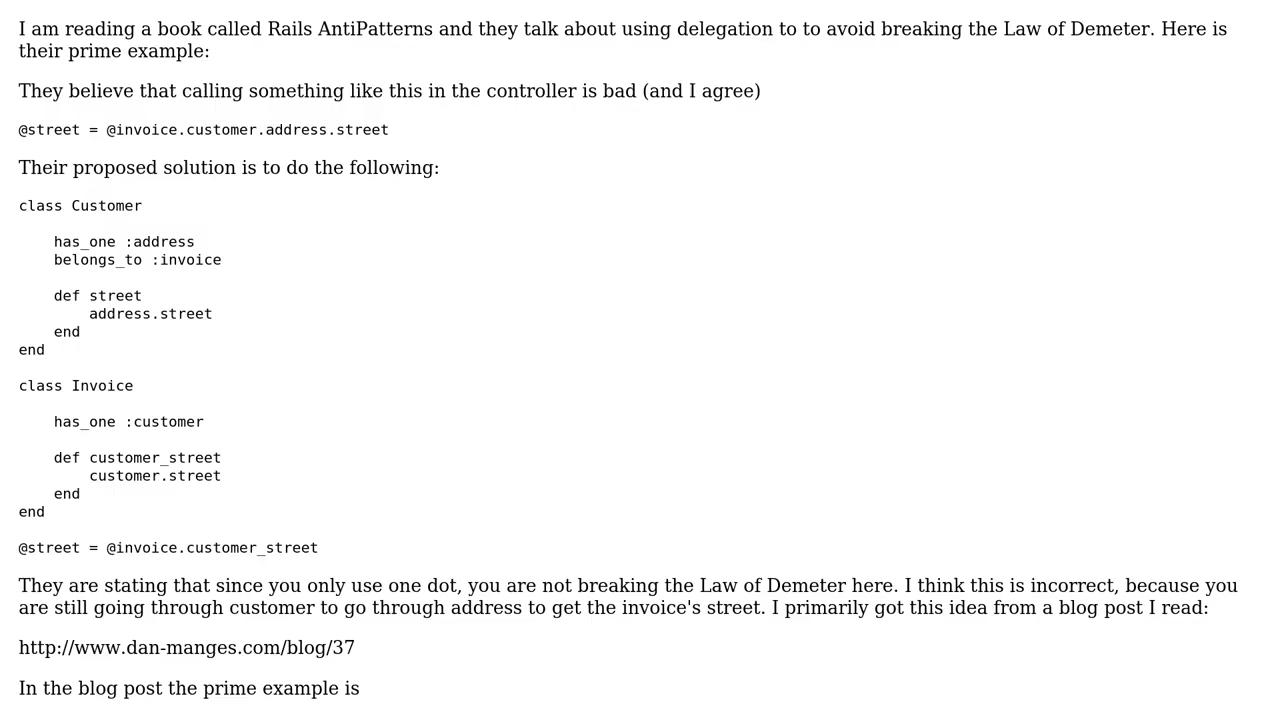 I am reading a book called Rails AntiPatterns and they talk about using delegation to to avoid breaking the Law of Demeter. Here is
their prime example:
They believe that calling something like this in the controller is bad (and I agree)
@street = @invoice.customer.address.street
Their proposed solution is to do the following:
class Customer
    has_one :address
    belongs_to :invoice
    def street
        address.street
    end
end
class Invoice
    has_one :customer
    def customer_street
        customer.street
    end
end
@street = @invoice.customer_street
They are stating that since you only use one dot, you are not breaking the Law of Demeter here. I think this is incorrect, because you
are still going through customer to go through address to get the invoice's street. I primarily got this idea from a blog post I read:
http://www.dan-manges.com/blog/37
In the blog post the prime example is